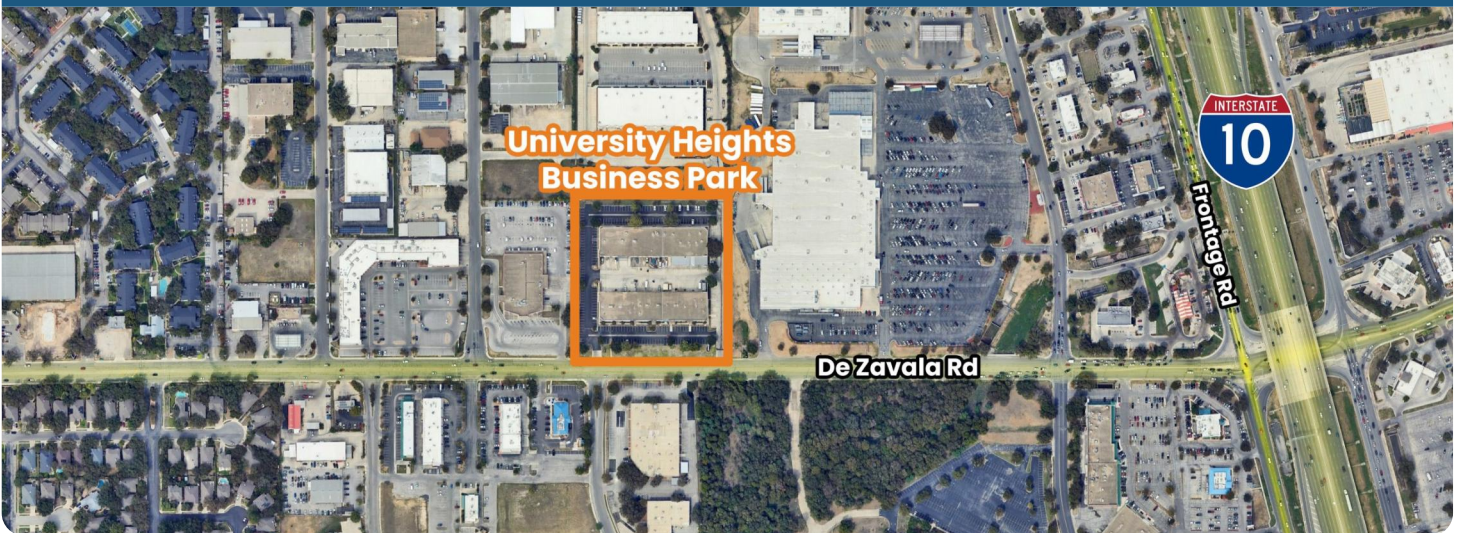 University Heights
Business Park
INTERSTATE
10
Frontage Rd
De Zavala Rd